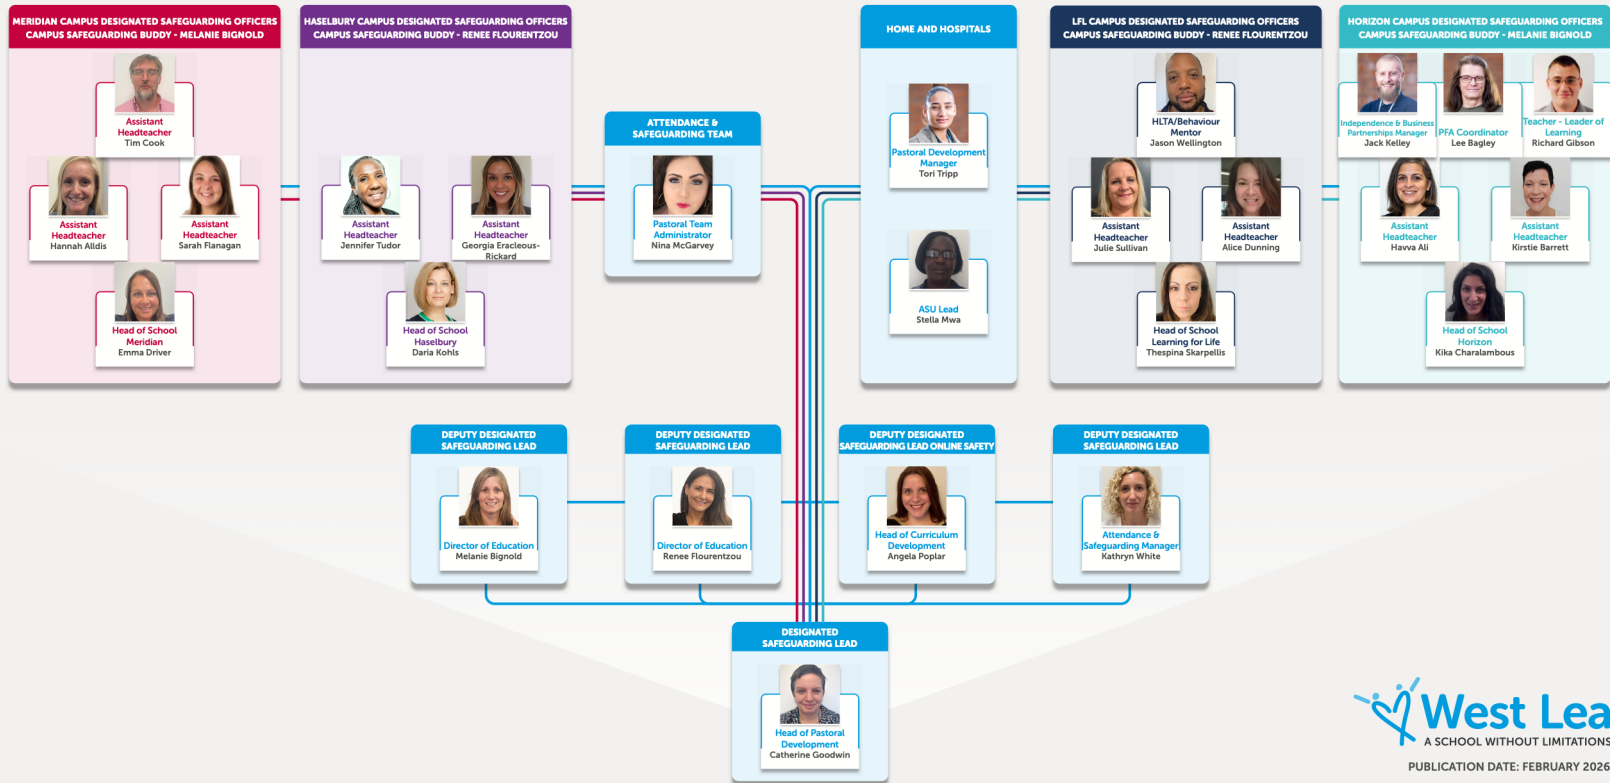 MERIDIAN CAMPUS DESIGNATED SAFEGUARDING OFFICERS
CAMPUS SAFEGUARDING BUDDY - MELANIE BIGNOLD
Assistant
Headteacher
Tim Cook
Assistant
Headteacher
Hannah Alldis
Assistant
Headteacher
Sarah Flanagan
Head of School
Meridian
Emma Driver
HASELBURY CAMPUS DESIGNATED SAFEGUARDING OFFICERS
CAMPUS SAFEGUARDING BUDDY - RENEE FLOURENTZOU
Assistant
Headteacher
Jennifer Tudor
Assistant
Headteacher
Georgia Eracleous-
Rickard
Head of School
Haselbury
Daria Kohls
ATTENDANCE &
SAFEGUARDING TEAM
Pastoral Team
Administrator
Nina McGarvey
HOME AND HOSPITALS
Pastoral Development
Manager
Tori Tripp
ASU Lead
Stella Mwa
LFL CAMPUS DESIGNATED SAFEGUARDING OFFICERS
CAMPUS SAFEGUARDING BUDDY - RENEE FLOURENTZOU
HLTA/Behaviour
Mentor
Jason Wellington
Assistant
Headteacher
Julie Sullivan
Assistant
Headteacher
Alice Dunning
Head of School
Learning for Life
Thespina Skarpellis
HORIZON CAMPUS DESIGNATED SAFEGUARDING OFFICERS
CAMPUS SAFEGUARDING BUDDY - MELANIE BIGNOLD
Independence & Business
Partnerships Manager
Jack Kelley
PFA Coordinator
Lee Bagley
Teacher - Leader of
Learning
Richard Gibson
Assistant
Headteacher
Havva Ali
Assistant
Headteacher
Kirstie Barrett
Head of School
Horizon
Kika Charalambous
DEPUTY DESIGNATED
SAFEGUARDING LEAD
Director of Education
Melanie Bignold
DEPUTY DESIGNATED
SAFEGUARDING LEAD
Director of Education
Renee Flourentzou
DEPUTY DESIGNATED
SAFEGUARDING LEAD ONLINE SAFETY
Head of Curriculum
Development
Angela Poplar
DEPUTY DESIGNATED
SAFEGUARDING LEAD
Attendance &
Safeguarding Manager
Kathryn White
DESIGNATED
SAFEGUARDING LEAD
Head of Pastoral
Development
Catherine Goodwin
West Lea
A SCHOOL WITHOUT LIMITATIONS
PUBLICATION DATE: FEBRUARY 2026